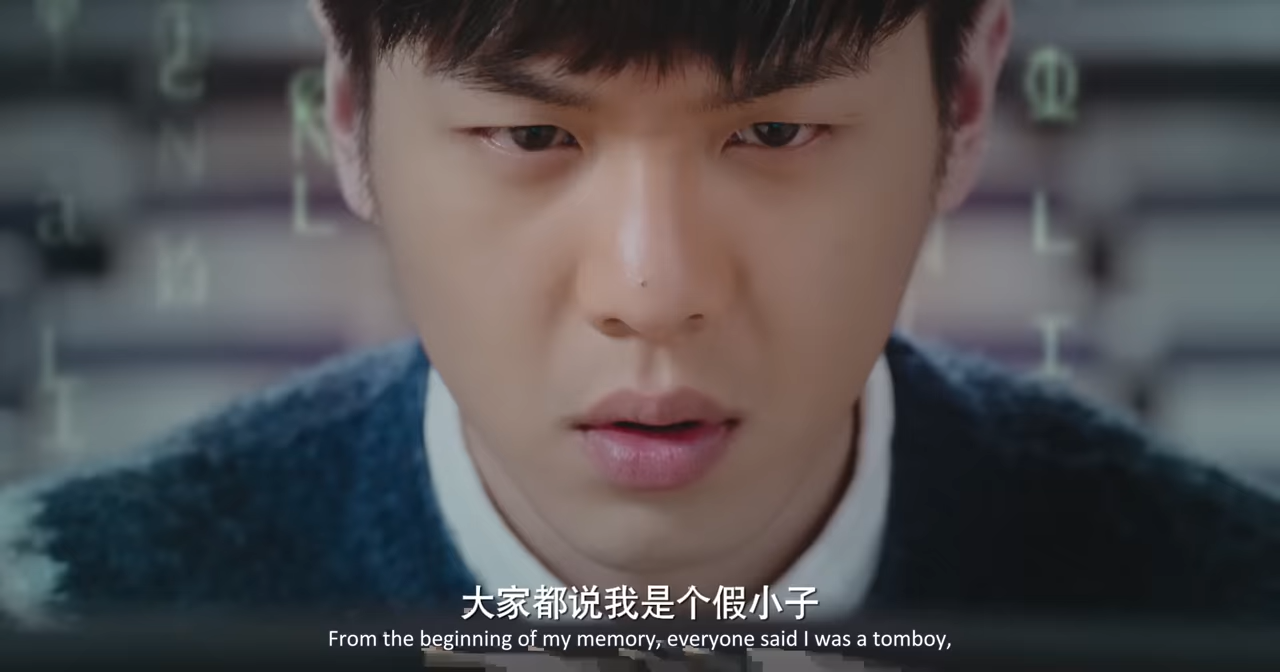 大家都说我是个假小子
From the beginning of my memory, everyone said I was a tomboy,